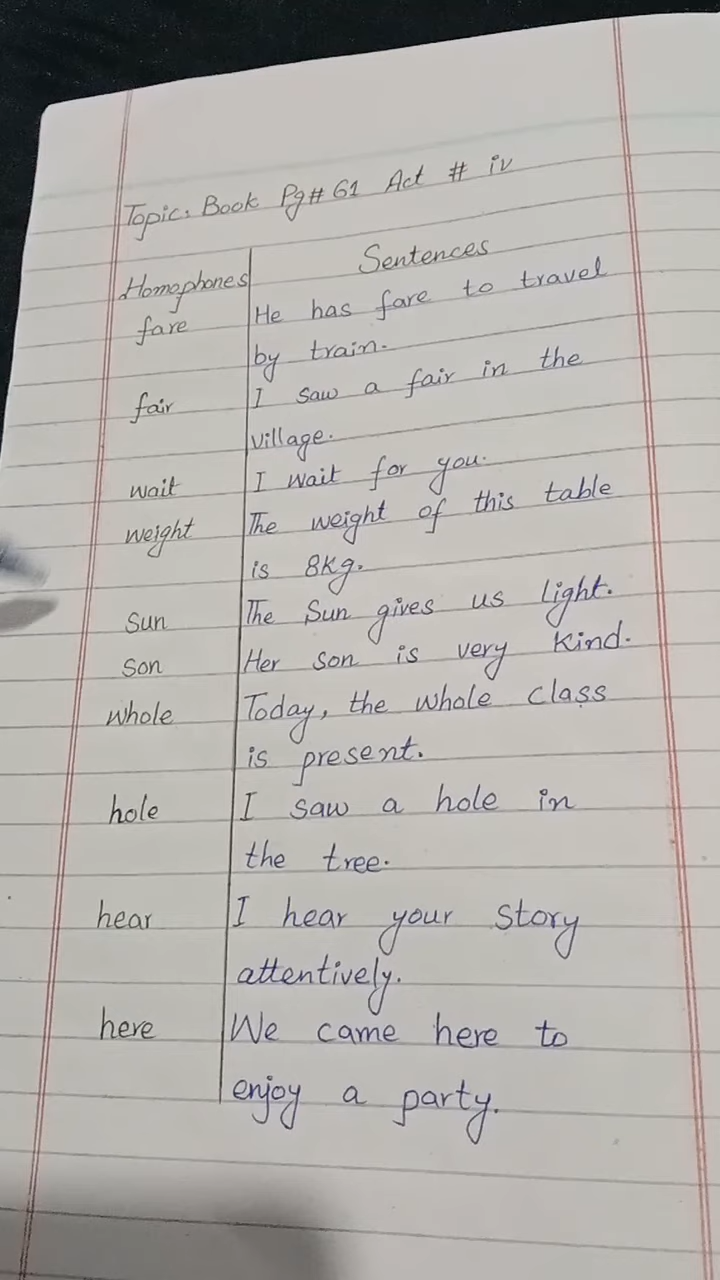 Topic: Book Pg# 61 Act # iv
Homophones Sentences
fare He has fare to travel
by train.
fair I saw a fair in the
village.
wait I wait for you.
weight The weight of this table
is 8Kg.
Sun The Sun gives us light.
son Her son is very kind.
whole Today, the whole class
is present.
hole I saw a hole in
the tree.
hear I hear your story
attentively.
here We came here to
enjoy a party.